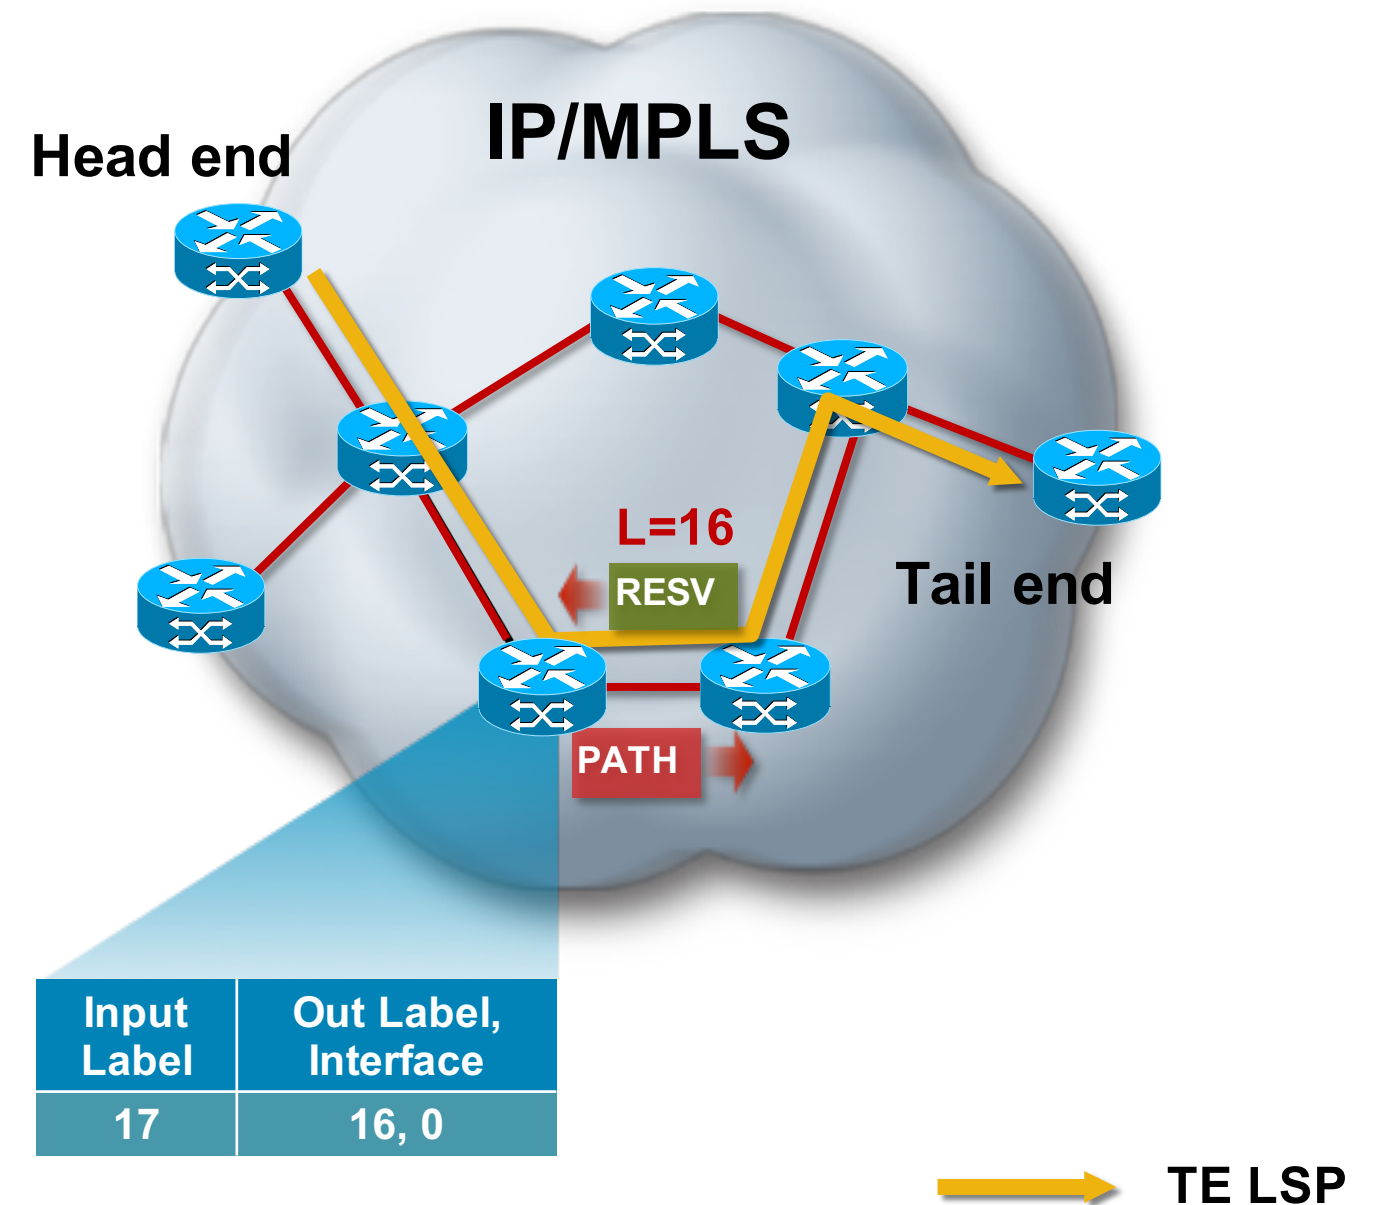 IP/MPLS
Head end
L=16
RESV
Tail end
PATH
Input
Label
Out Label,
Interface
17
16, 0
TE LSP